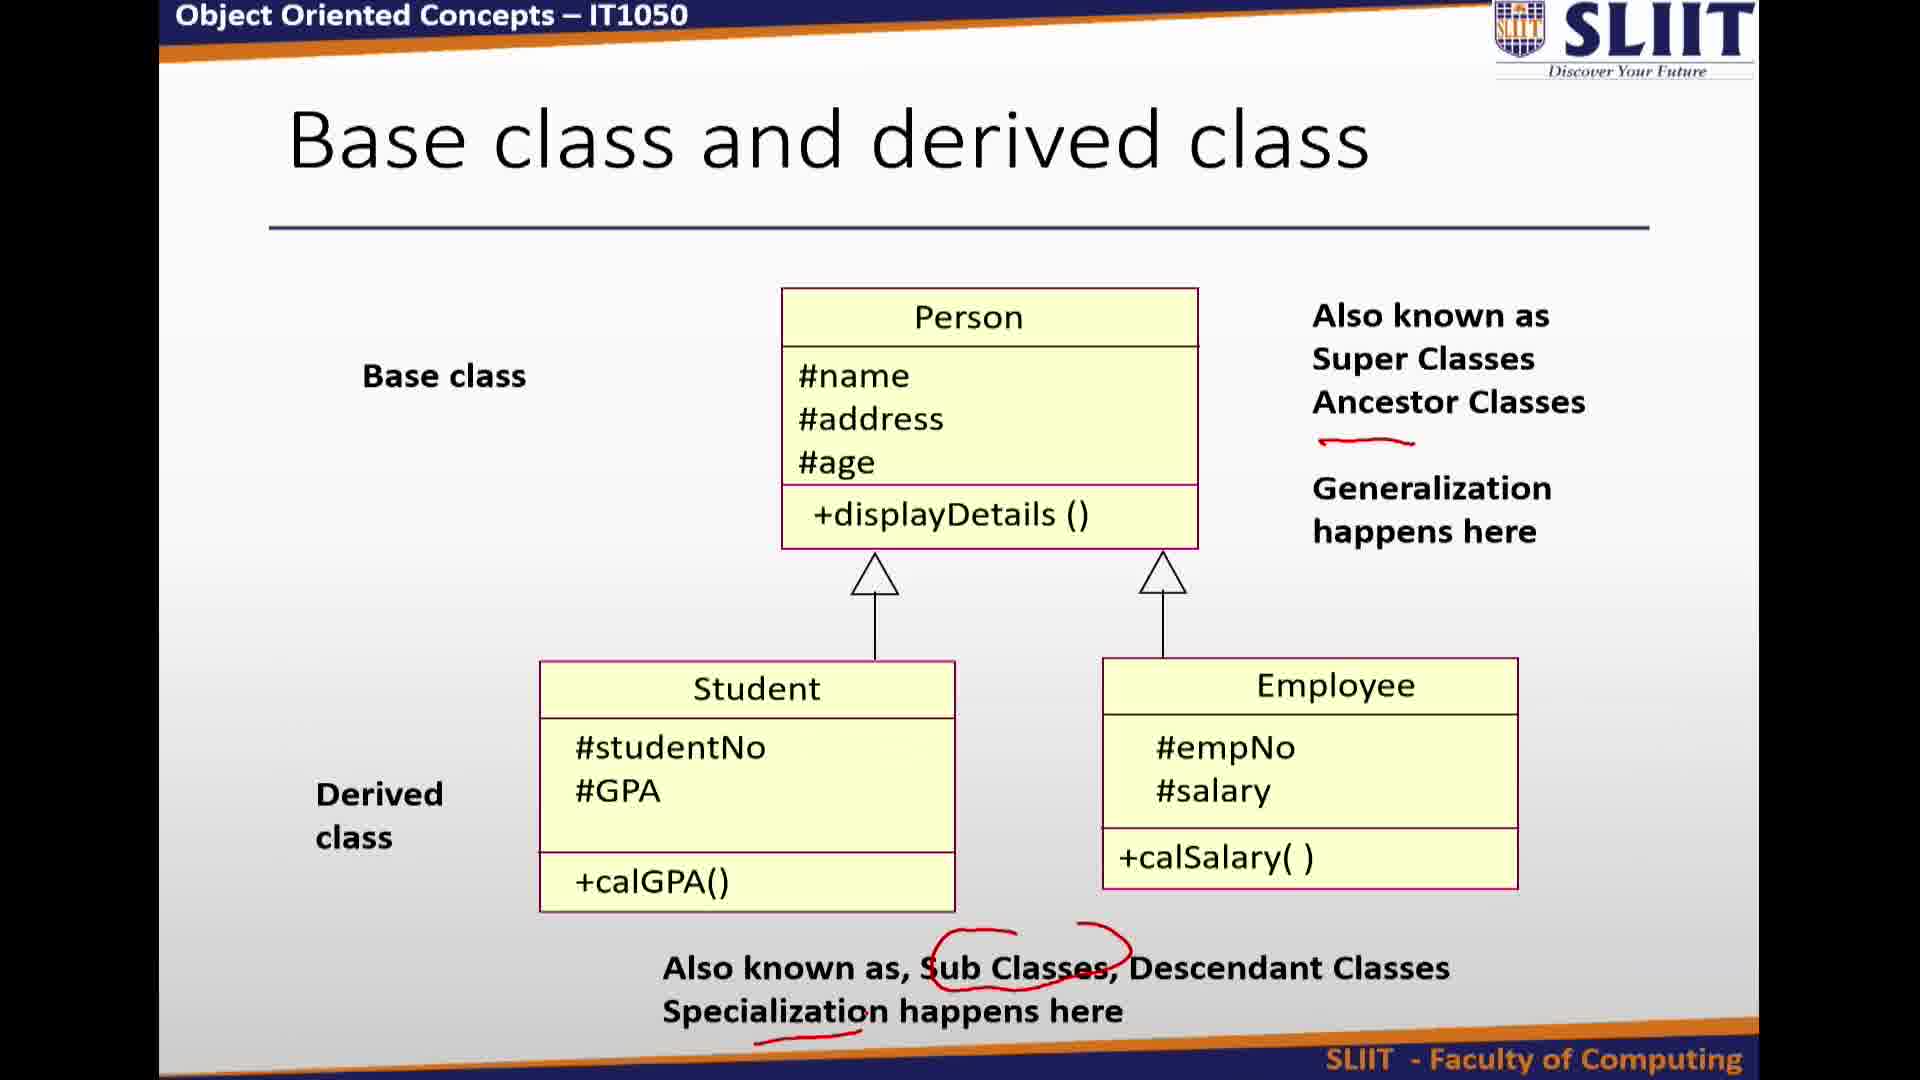 Object Oriented Concepts – IT1050
SLIIT
SLIIT
Discover Your Future
Base class and derived class
Person
#name
#address
#age
+displayDetails ()
Base class
Also known as
Super Classes
Ancestor Classes
Generalization
happens here
Student
#studentNo
#GPA
+calGPA()
Employee
#empNo
#salary
+calSalary( )
Derived
class
Also known as, Sub Classes, Descendant Classes
Specialization happens here
SLIIT - Faculty of Computing